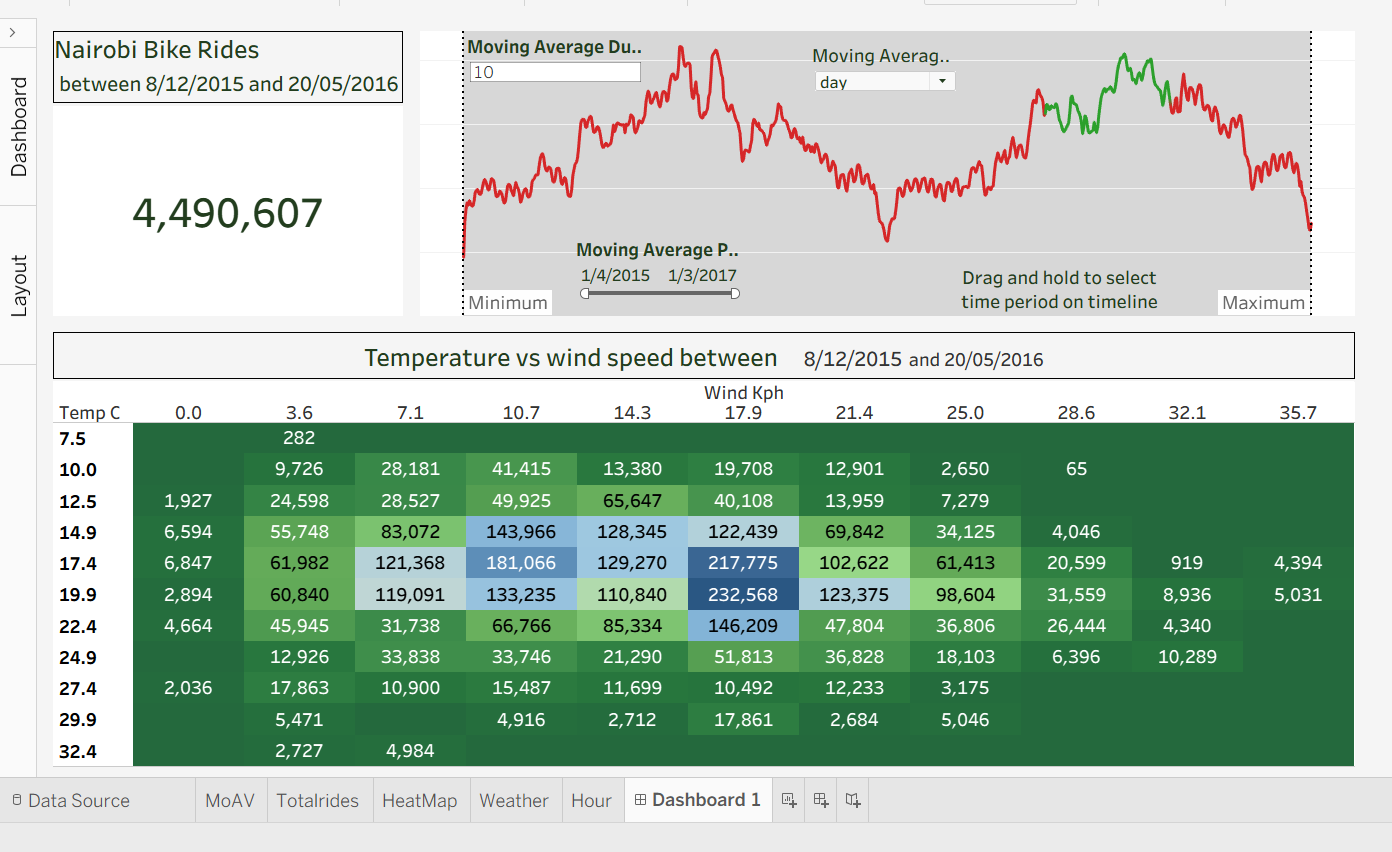 Dashboard
Layout
Nairobi Bike Rides
between 8/12/2015 and 20/05/2016
4,490,607
Moving Average Du..
10
Moving Averag..
day
Moving Average P..
1/4/2015 1/3/2017
Minimum
Drag and hold to select
time period on timeline
Maximum
Temperature vs wind speed between 8/12/2015 and 20/05/2016
Wind Kph
Temp C 0.0 3.6 7.1 10.7 14.3 17.9 21.4 25.0 28.6 32.1 35.7
7.5 282
10.0 9,726 28,181 41,415 13,380 19,708 12,901 2,650 65
12.5 1,927 24,598 28,527 49,925 65,647 40,108 13,959 7,279
14.9 6,594 55,748 83,072 143,966 128,345 122,439 69,842 34,125 4,046
17.4 6,847 61,982 121,368 181,066 129,270 217,775 102,622 61,413 20,599 919 4,394
19.9 2,894 60,840 119,091 133,235 110,840 232,568 123,375 98,604 31,559 8,936 5,031
22.4 4,664 45,945 31,738 66,766 85,334 146,209 47,804 36,806 26,444 4,340
24.9 12,926 33,838 33,746 21,290 51,813 36,828 18,103 6,396 10,289
27.4 2,036 17,863 10,900 15,487 11,699 10,492 12,233 3,175
29.9 5,471 4,916 2,712 17,861 2,684 5,046
32.4 2,727 4,984
Data Source MoAV Totalrides HeatMap Weather Hour Dashboard 1